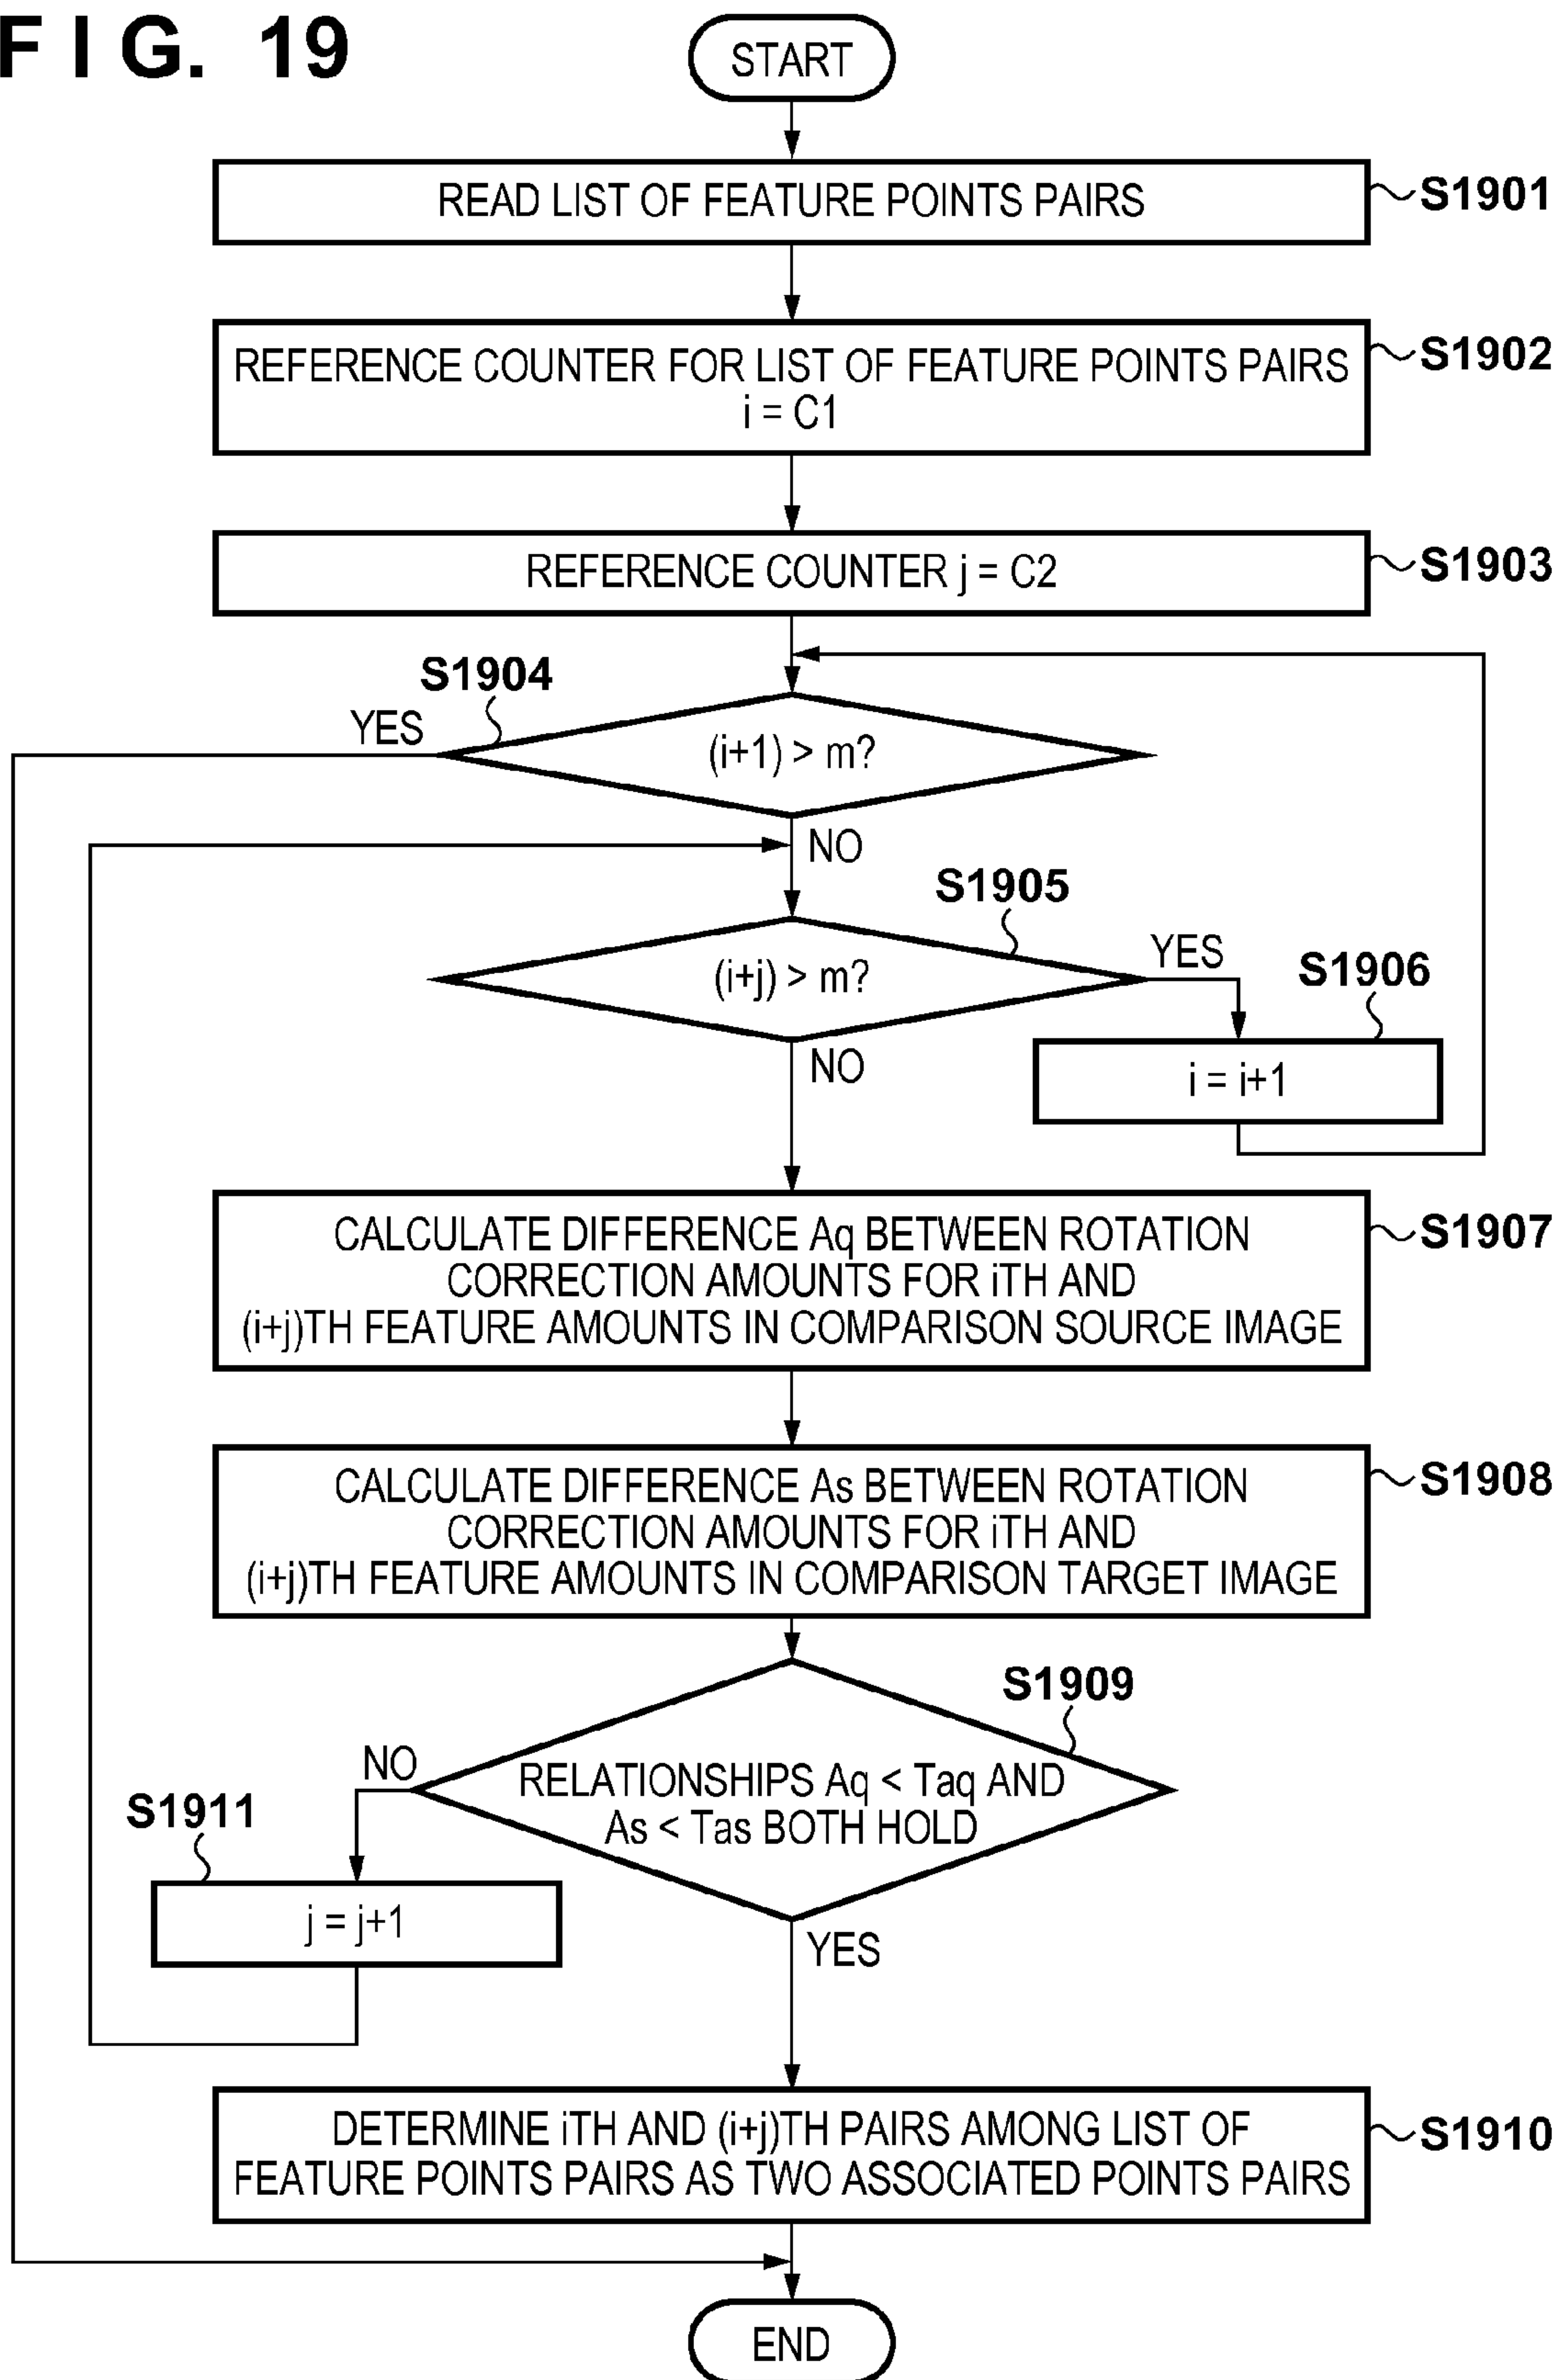 FIG. 19
START
READ LIST OF FEATURE POINTS PAIRS
S1901
REFERENCE COUNTER FOR LIST OF FEATURE POINTS PAIRS
i = C1
S1902
REFERENCE COUNTER j = C2
S1903
S1904
YES
(i+1) > m?
NO
S1905
(i+j) > m?
YES
S1906
NO
i = i+1
CALCULATE DIFFERENCE Aq BETWEEN ROTATION
CORRECTION AMOUNTS FOR iTH AND
(i+j)TH FEATURE AMOUNTS IN COMPARISON SOURCE IMAGE
S1907
CALCULATE DIFFERENCE As BETWEEN ROTATION
CORRECTION AMOUNTS FOR iTH AND
(i+j)TH FEATURE AMOUNTS IN COMPARISON TARGET IMAGE
S1908
S1909
NO
RELATIONSHIPS Aq < Taq AND
As < Tas BOTH HOLD
S1911
j = j+1
YES
DETERMINE iTH AND (i+j)TH PAIRS AMONG LIST OF
FEATURE POINTS PAIRS AS TWO ASSOCIATED POINTS PAIRS
S1910
END